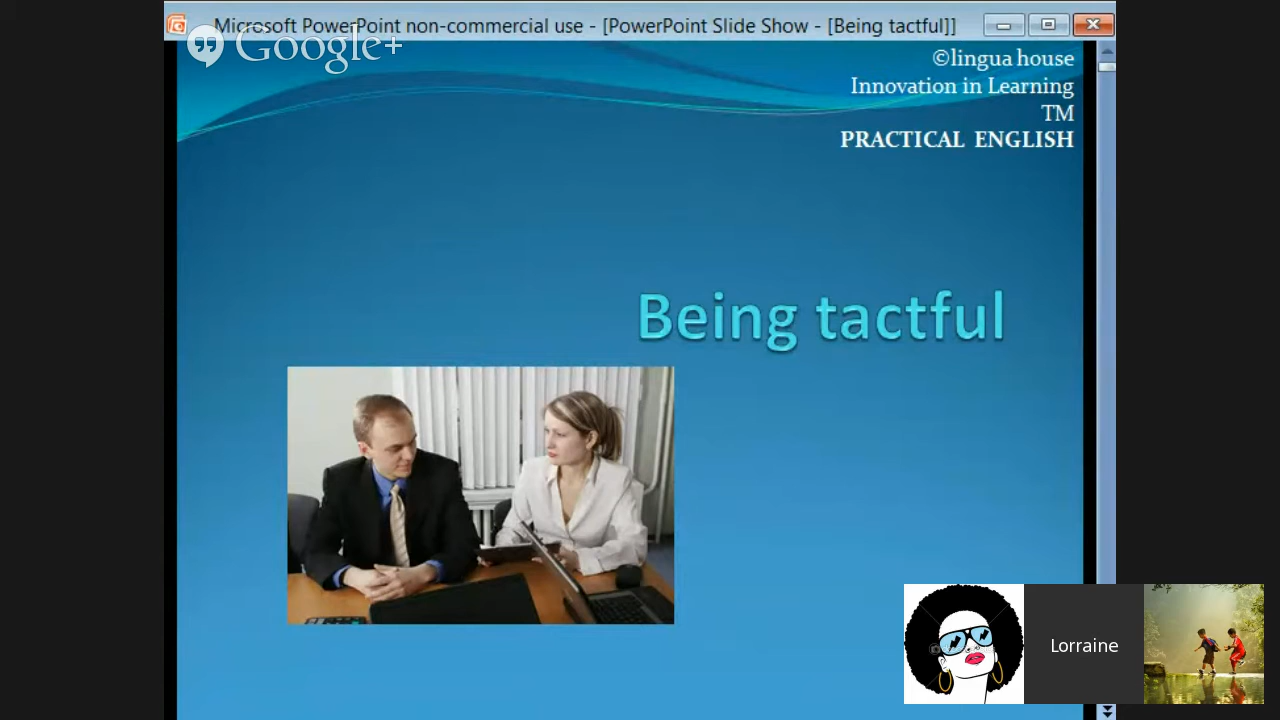 Microsoft PowerPoint non-commercial use - [PowerPoint Slide Show - [Being tactful]]
Google+
©lingua house
Innovation in Learning
TM
PRACTICAL ENGLISH
Being tactful
Lorraine